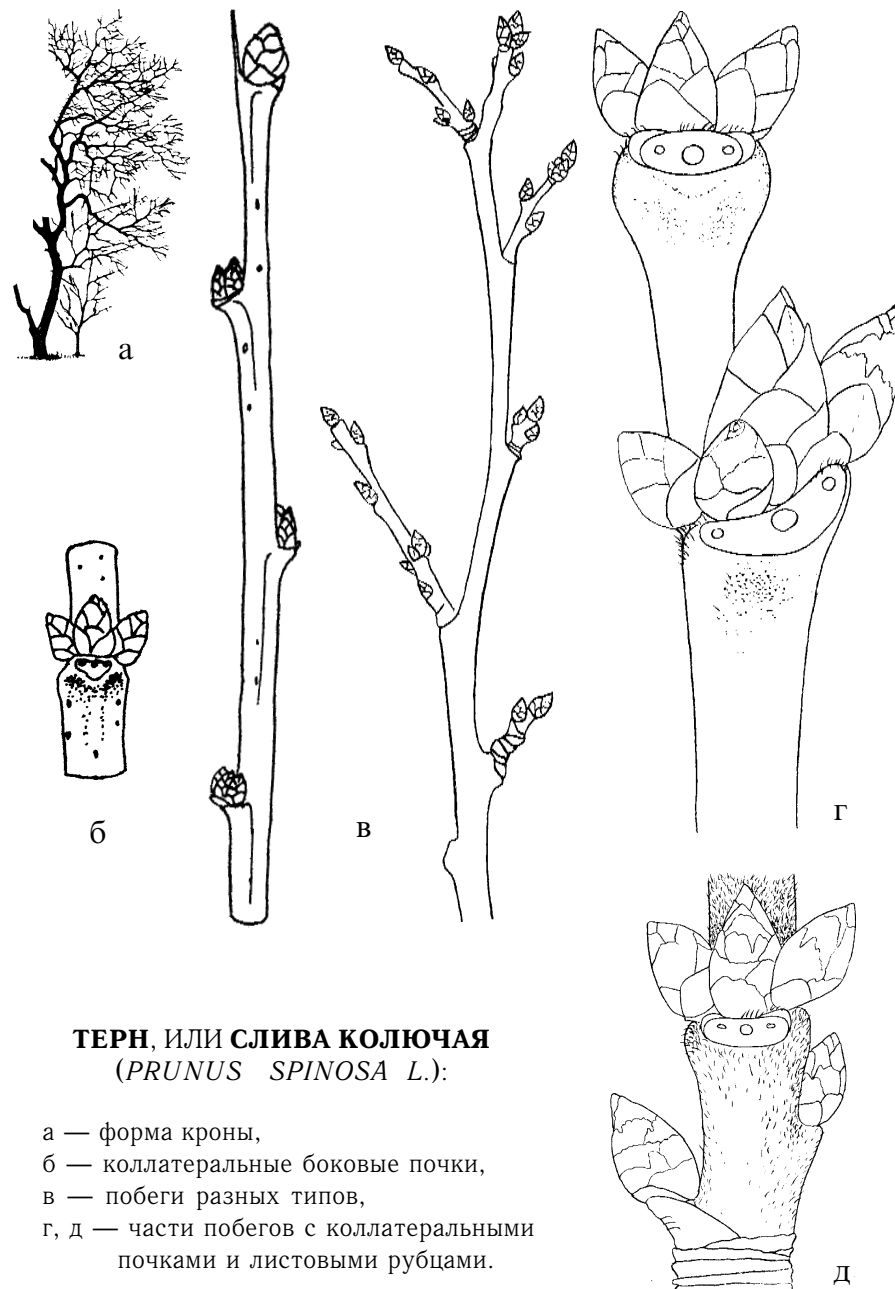 а
б
в
г
д
ТЕРН, ИЛИ СЛИВА КОЛЮЧАЯ
(PRUNUS SPINOSA L.):
а — форма кроны,
б — коллатеральные боковые почки,
в — побеги разных типов,
г, д — части побегов с коллатеральными
почками и листовыми рубцами.